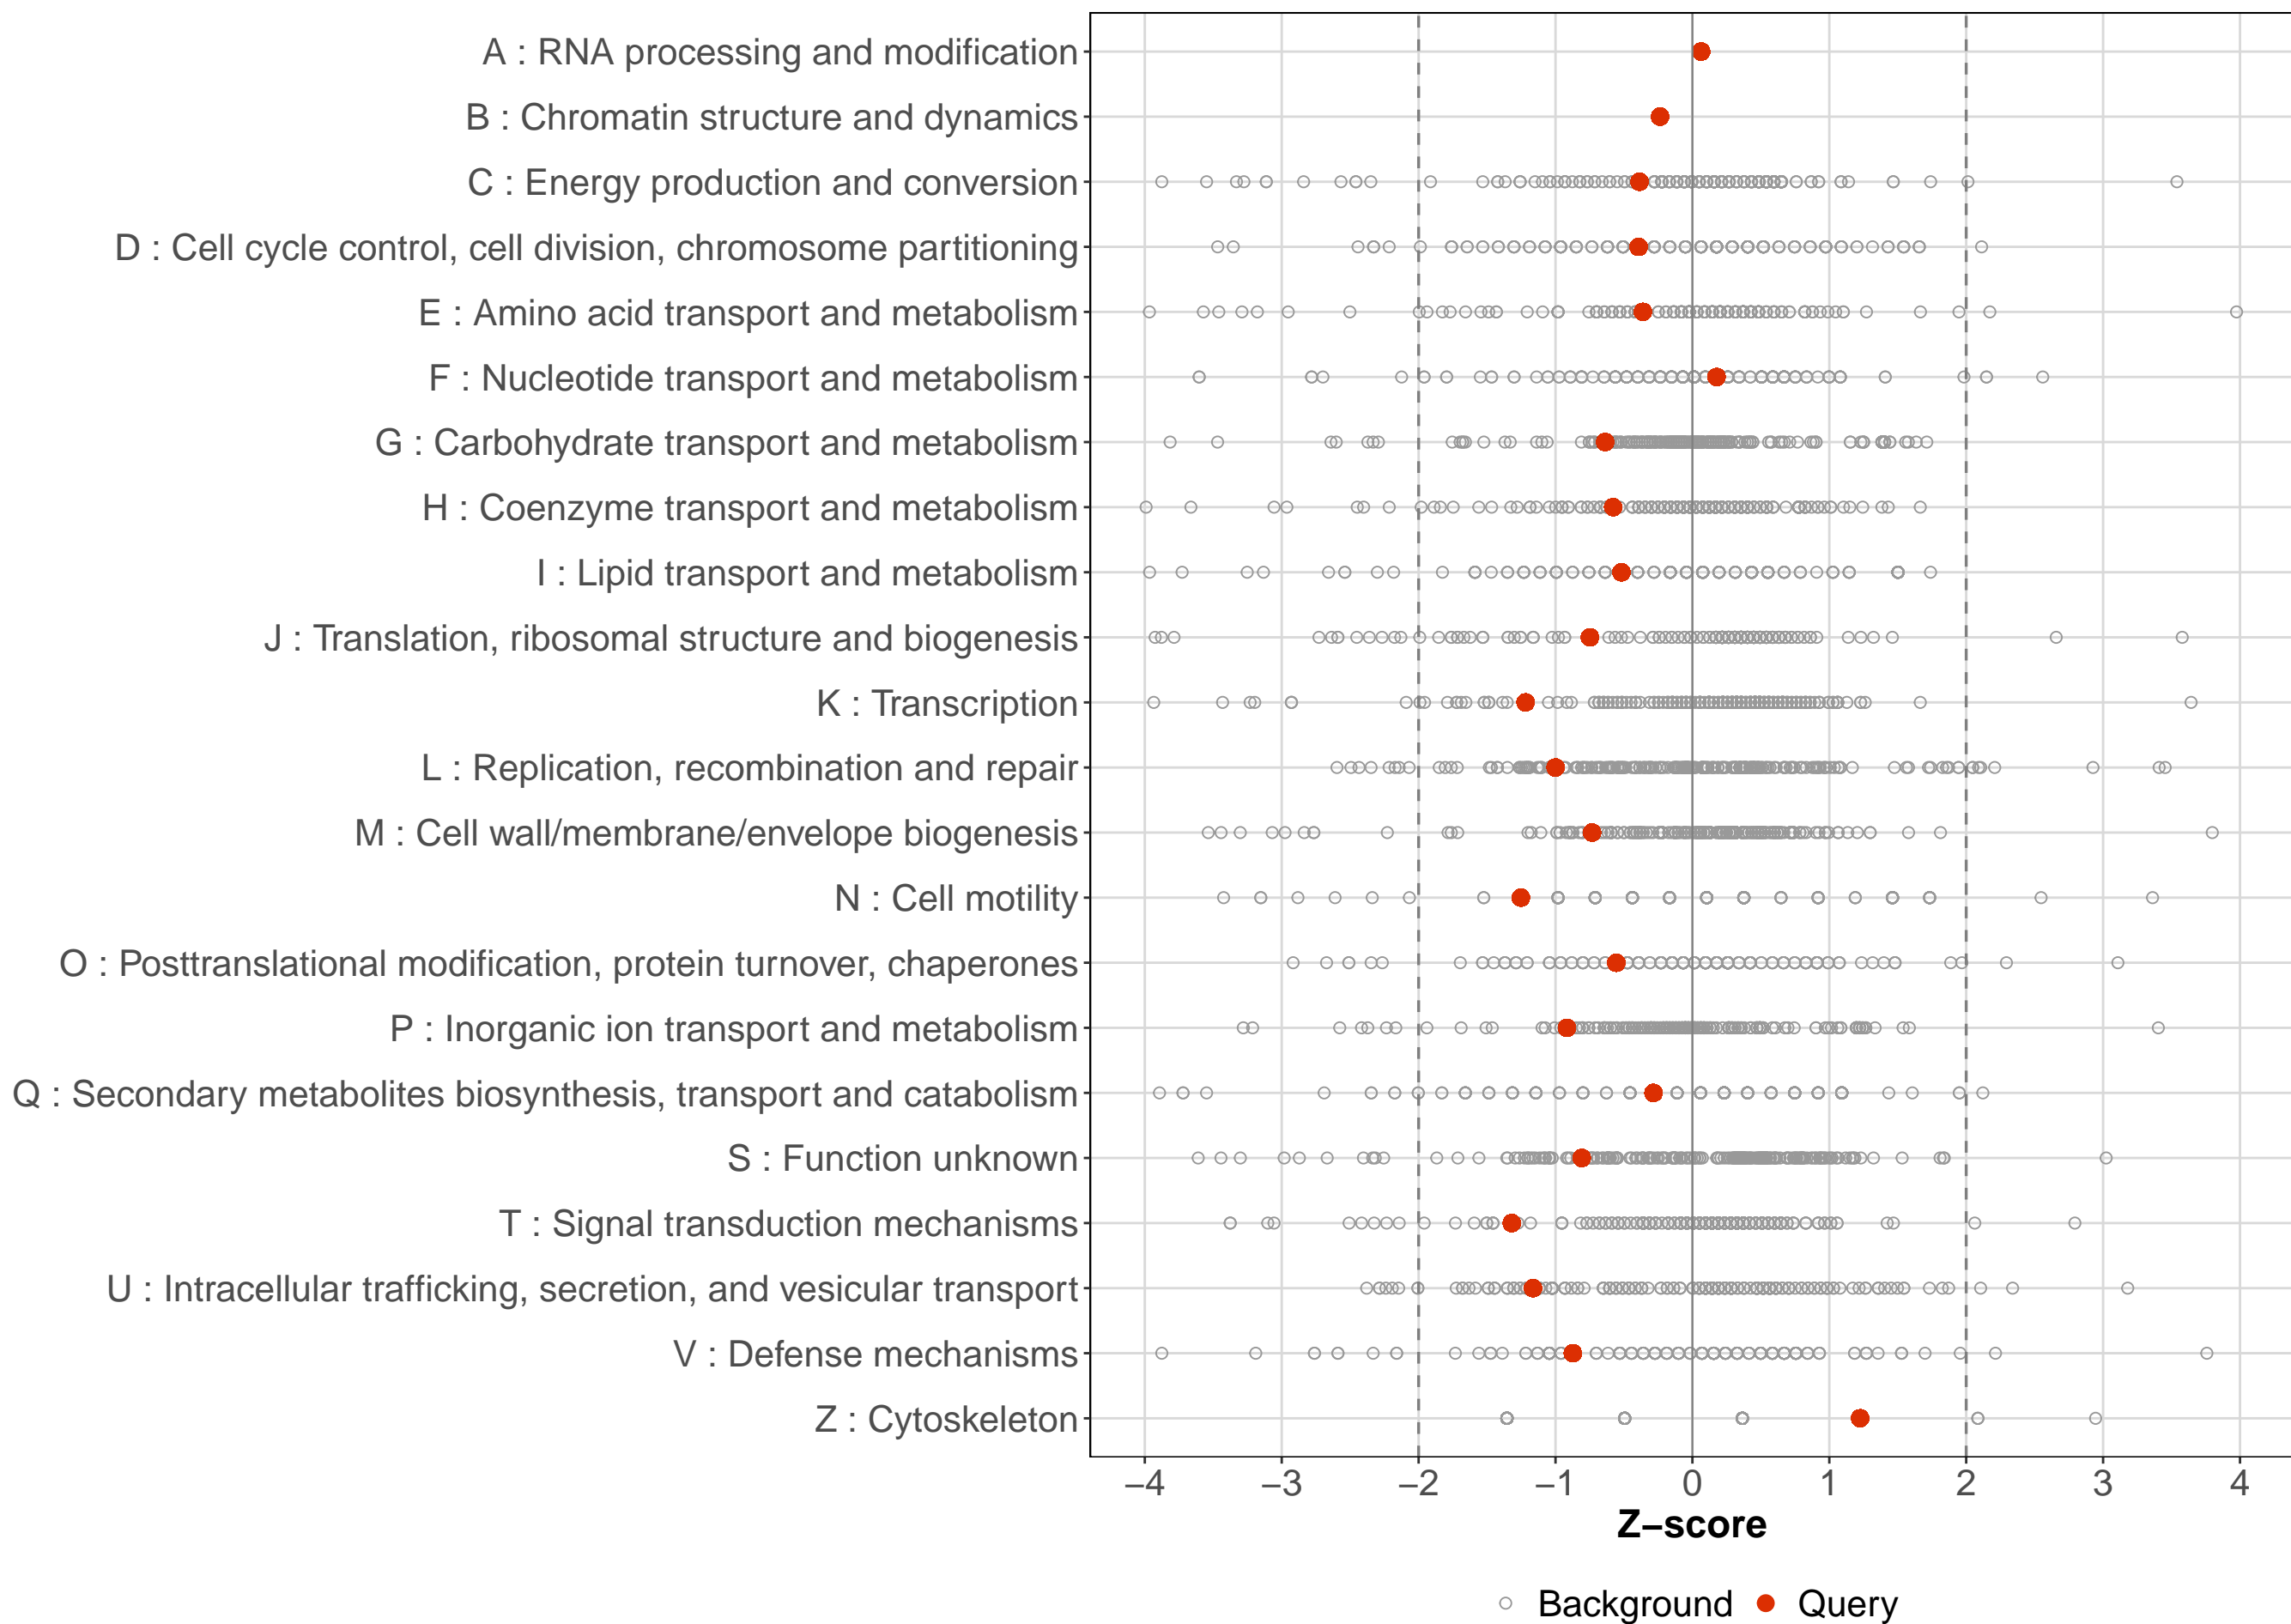 A : RNA processing and modification
B : Chromatin structure and dynamics
C : Energy production and conversion
D : Cell cycle control, cell division, chromosome partitioning
E : Amino acid transport and metabolism
F : Nucleotide transport and metabolism
G : Carbohydrate transport and metabolism
H : Coenzyme transport and metabolism
I : Lipid transport and metabolism
J : Translation, ribosomal structure and biogenesis
K : Transcription
L : Replication, recombination and repair
M : Cell wall/membrane/envelope biogenesis
N : Cell motility
O : Posttranslational modification, protein turnover, chaperones
P : Inorganic ion transport and metabolism
Q : Secondary metabolites biosynthesis, transport and catabolism
S : Function unknown
T : Signal transduction mechanisms
U : Intracellular trafficking, secretion, and vesicular transport
V : Defense mechanisms
Z : Cytoskeleton
−4 −3 −2 −1 0 1 2 3 4
Z−score
Background Query